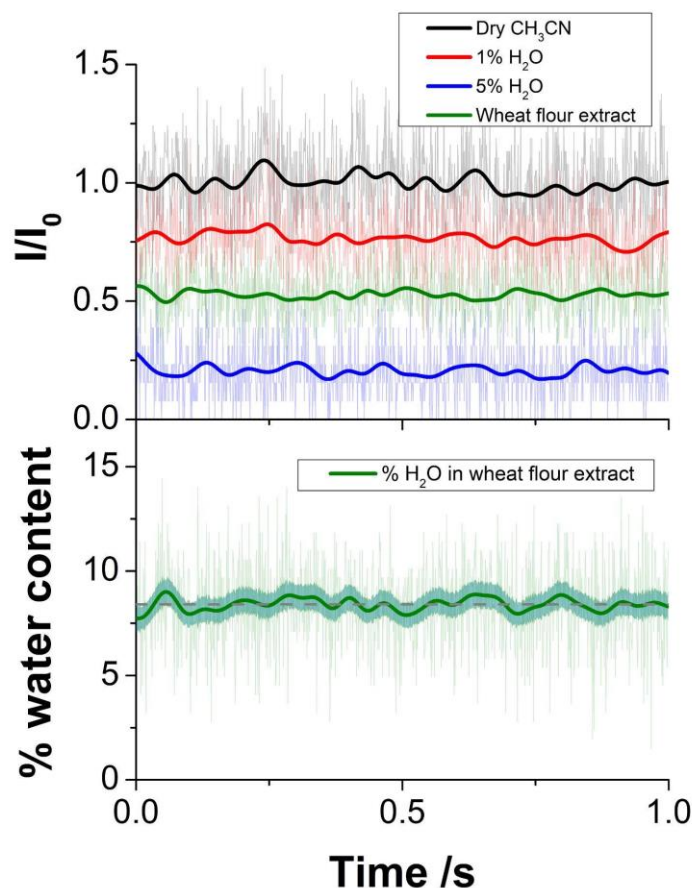 Dry CH₃CN
1% H₂O
5% H₂O
Wheat flour extract
1.5
1.0
0.5
0.0
I/I₀
% H₂O in wheat flour extract
15
10
5
0
% water content
0.0
0.5
1.0
Time /s